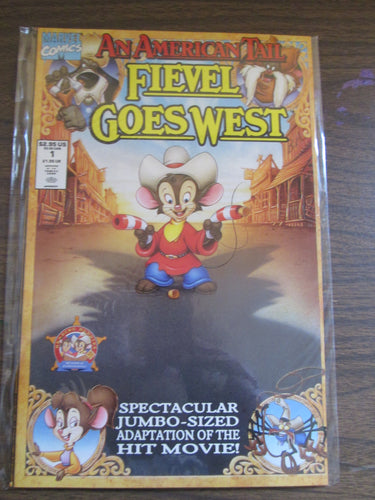 MARVEL
COMICS
AN AMERICAN TAIL
FIEVEL
GOES WEST
$2.95 US
1
SPECTACULAR
JUMBO-SIZED
ADAPTATION OF THE
HIT MOVIE!